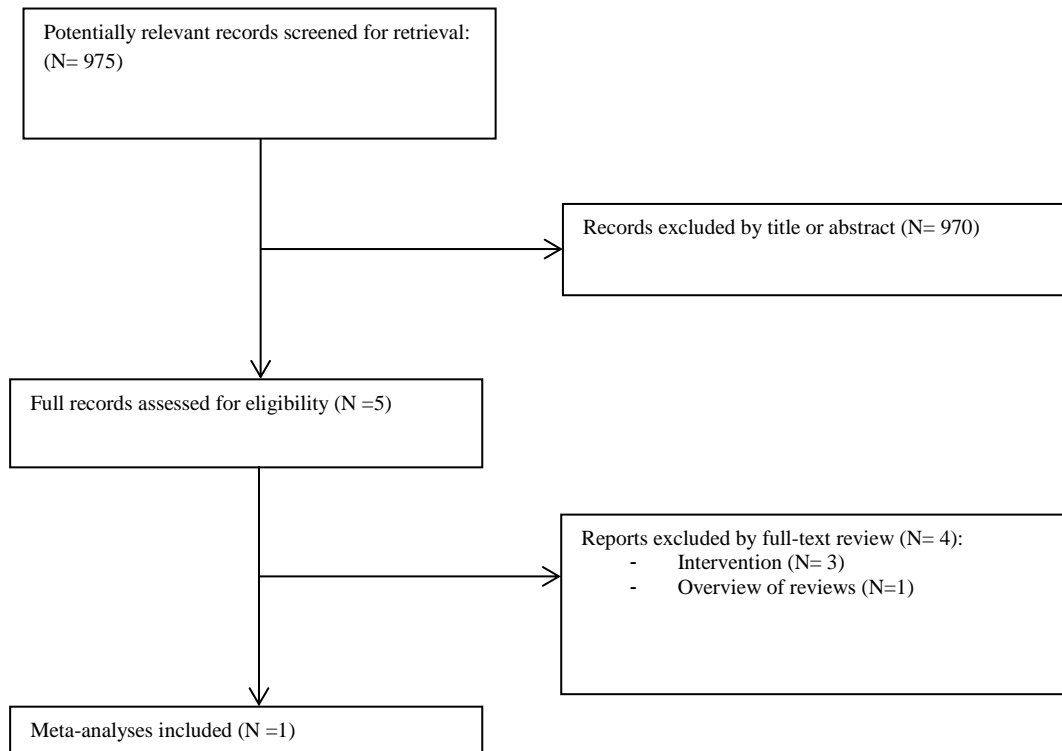 Potentially relevant records screened for retrieval:
(N= 975)
Records excluded by title or abstract (N= 970)
Full records assessed for eligibility (N =5)
Reports excluded by full-text review (N= 4):
- Intervention (N= 3)
- Overview of reviews (N=1)
Meta-analyses included (N =1)